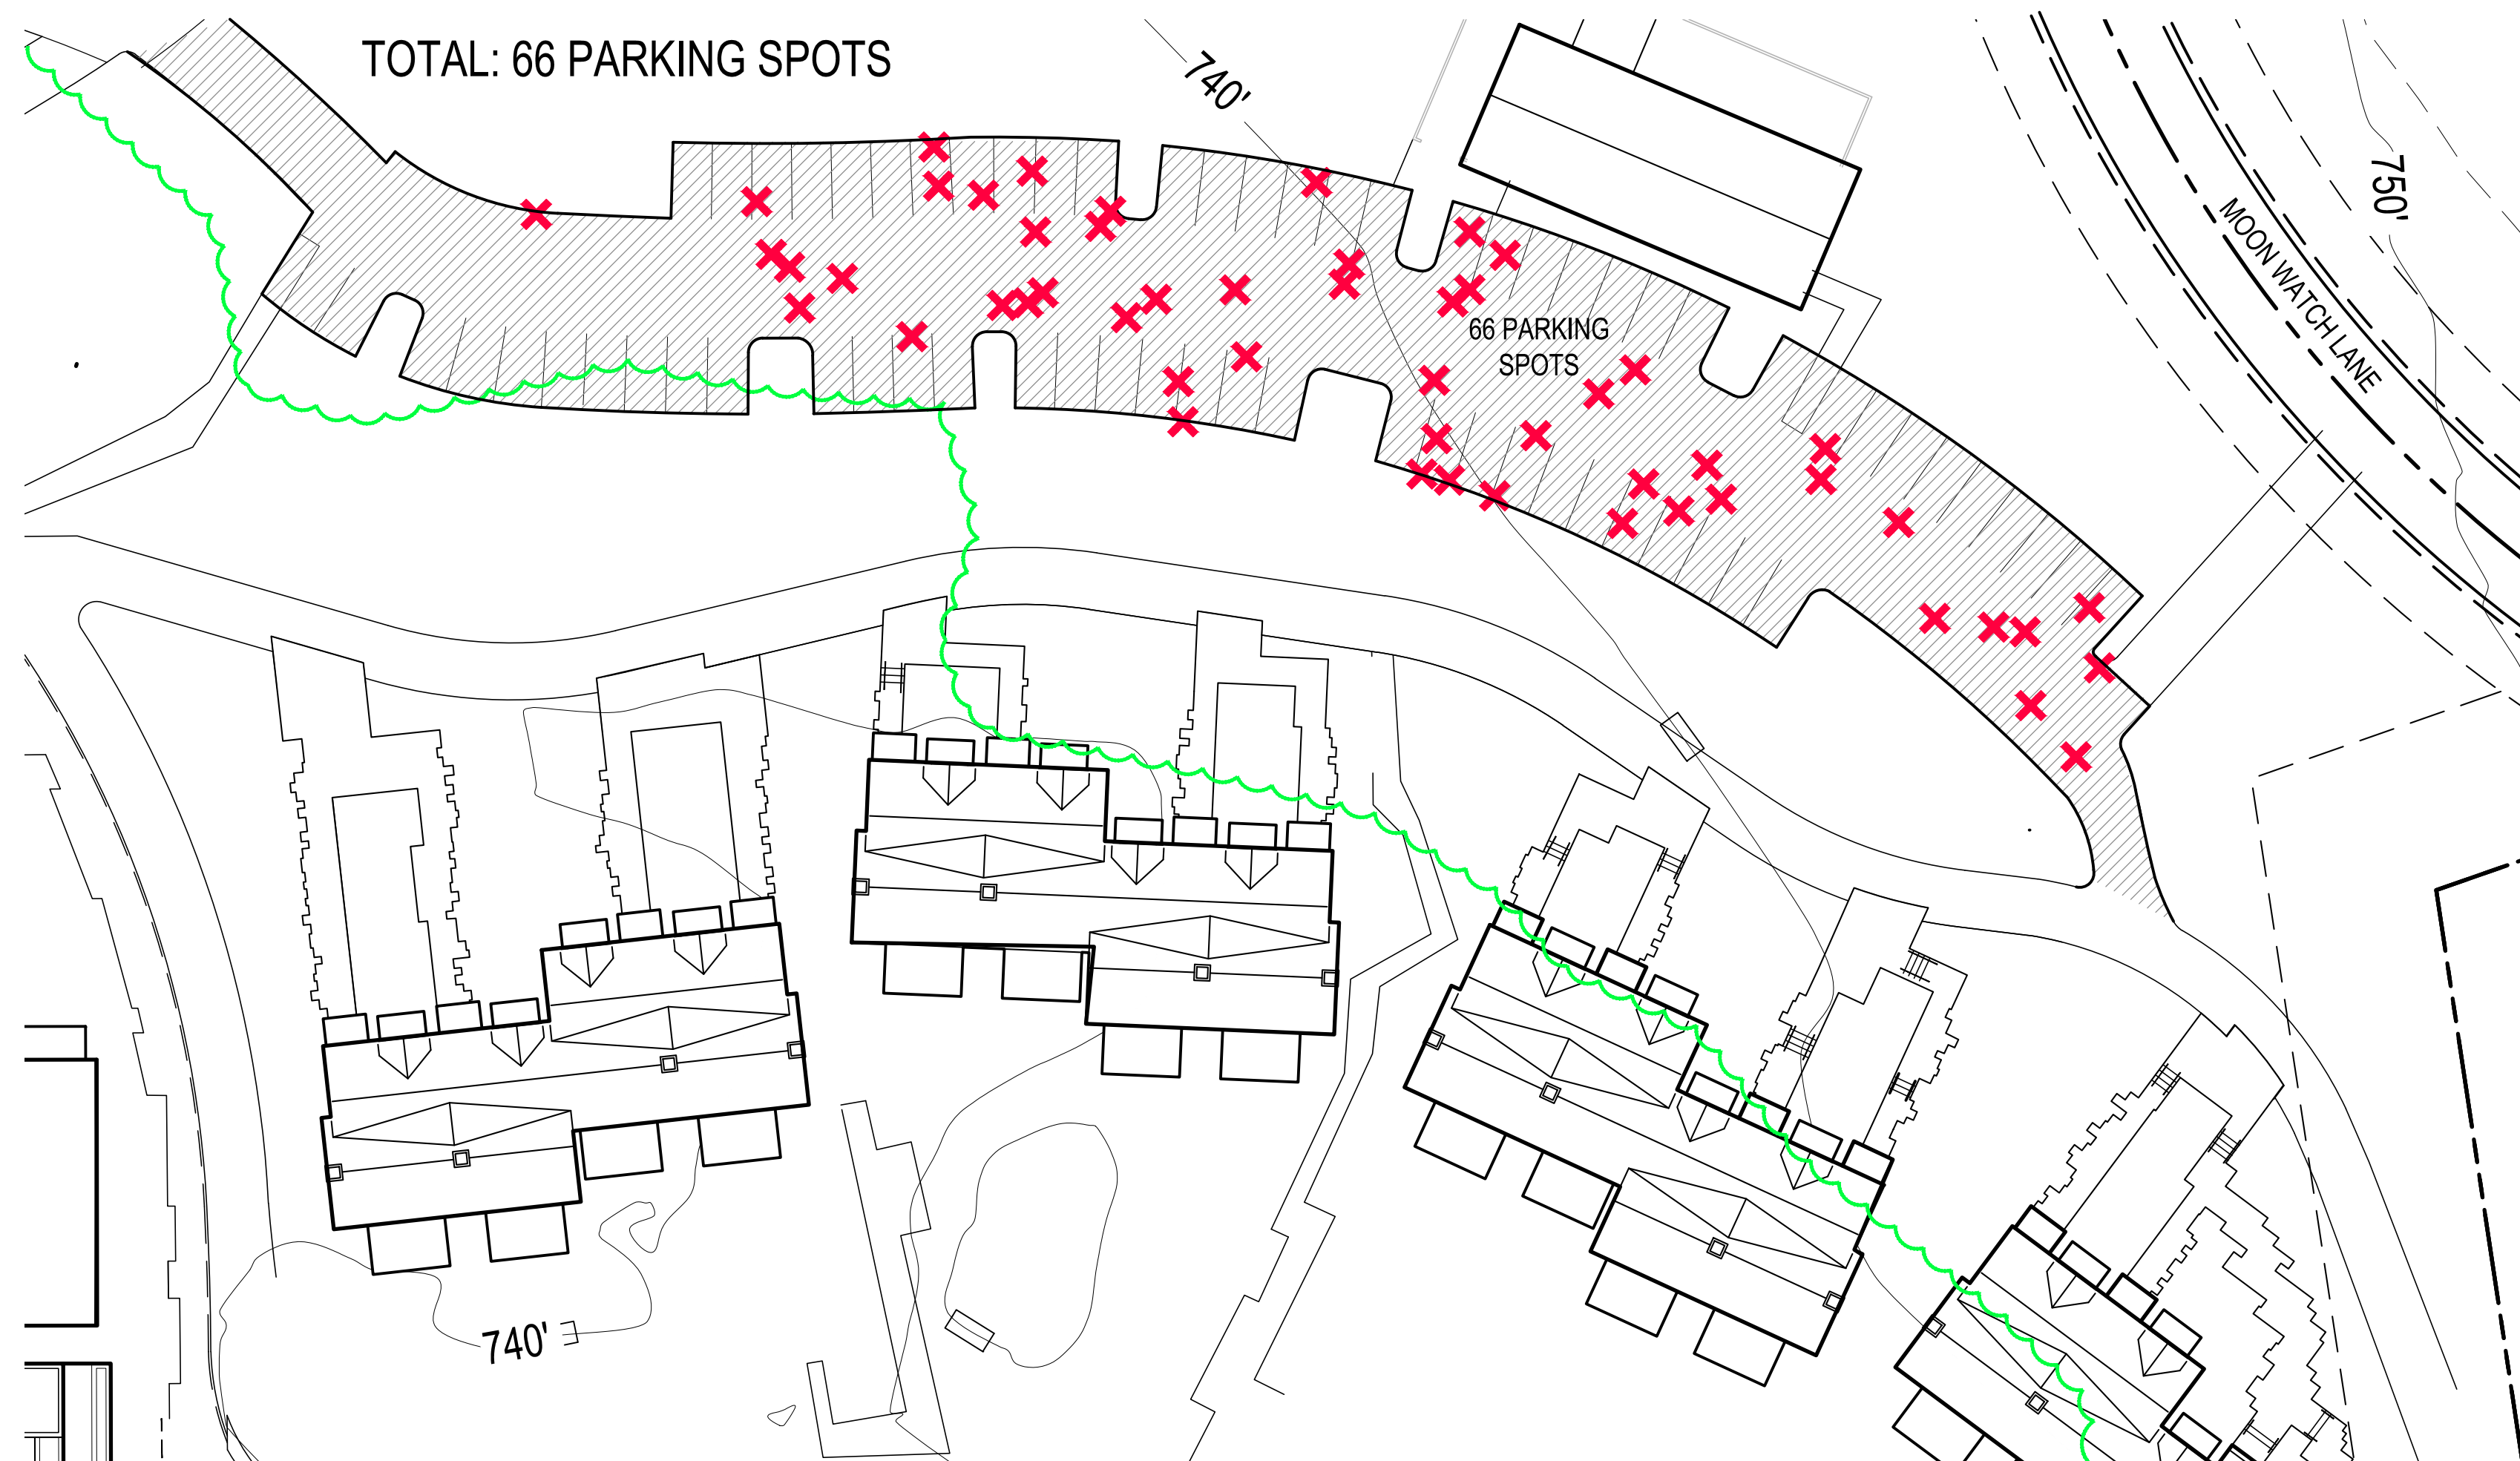 TOTAL: 66 PARKING SPOTS
740'
750'
MOON WATCH LANE
66 PARKING
SPOTS
740'